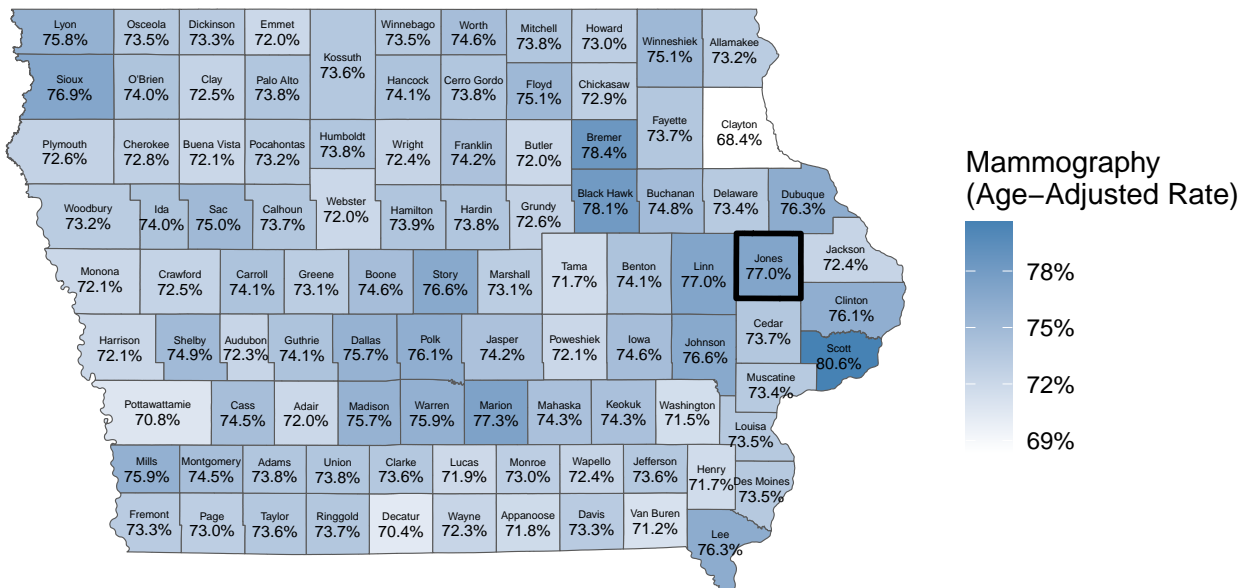 Lyon
75.8%
Osceola
73.5%
Dickinson
73.3%
Emmet
72.0%
Kossuth
73.6%
Winnebago
73.5%
Worth
74.6%
Mitchell
73.8%
Howard
73.0%
Winneshiek
75.1%
Allamakee
73.2%
Sioux
76.9%
O'Brien
74.0%
Clay
72.5%
Palo Alto
73.8%
Hancock
74.1%
Cerro Gordo
73.8%
Floyd
75.1%
Chickasaw
72.9%
Fayette
73.7%
Clayton
68.4%
Plymouth
72.6%
Cherokee
72.8%
Buena Vista
72.1%
Pocahontas
73.2%
Humboldt
73.8%
Wright
72.4%
Franklin
74.2%
Butler
72.0%
Bremer
78.4%
Woodbury
73.2%
Ida
74.0%
Sac
75.0%
Calhoun
73.7%
Webster
72.0%
Hamilton
73.9%
Hardin
73.8%
Grundy
72.6%
Black Hawk
78.1%
Buchanan
74.8%
Delaware
73.4%
Dubuque
76.3%
Monona
72.1%
Crawford
72.5%
Carroll
74.1%
Greene
73.1%
Boone
74.6%
Story
76.6%
Marshall
73.1%
Tama
71.7%
Benton
74.1%
Linn
77.0%
Jones
77.0%
Jackson
72.4%
Clinton
76.1%
Harrison
72.1%
Shelby
74.9%
Audubon
72.3%
Guthrie
74.1%
Dallas
75.7%
Polk
76.1%
Jasper
74.2%
Poweshiek
72.1%
Iowa
74.6%
Johnson
76.6%
Cedar
73.7%
Scott
80.6%
Muscatine
73.4%
Pottawattamie
70.8%
Cass
74.5%
Adair
72.0%
Madison
75.7%
Warren
75.9%
Marion
77.3%
Mahaska
74.3%
Keokuk
74.3%
Washington
71.5%
Louisa
73.5%
Mills
75.9%
Montgomery
74.5%
Adams
73.8%
Union
73.8%
Clarke
73.6%
Lucas
71.9%
Monroe
73.0%
Wapello
72.4%
Jefferson
73.6%
Henry
71.7%
Des Moines
73.5%
Fremont
73.3%
Page
73.0%
Taylor
73.6%
Ringgold
73.7%
Decatur
70.4%
Wayne
72.3%
Appanoose
71.8%
Davis
73.3%
Van Buren
71.2%
Lee
76.3%
Mammography
(Age−Adjusted Rate)
78%
75%
72%
69%